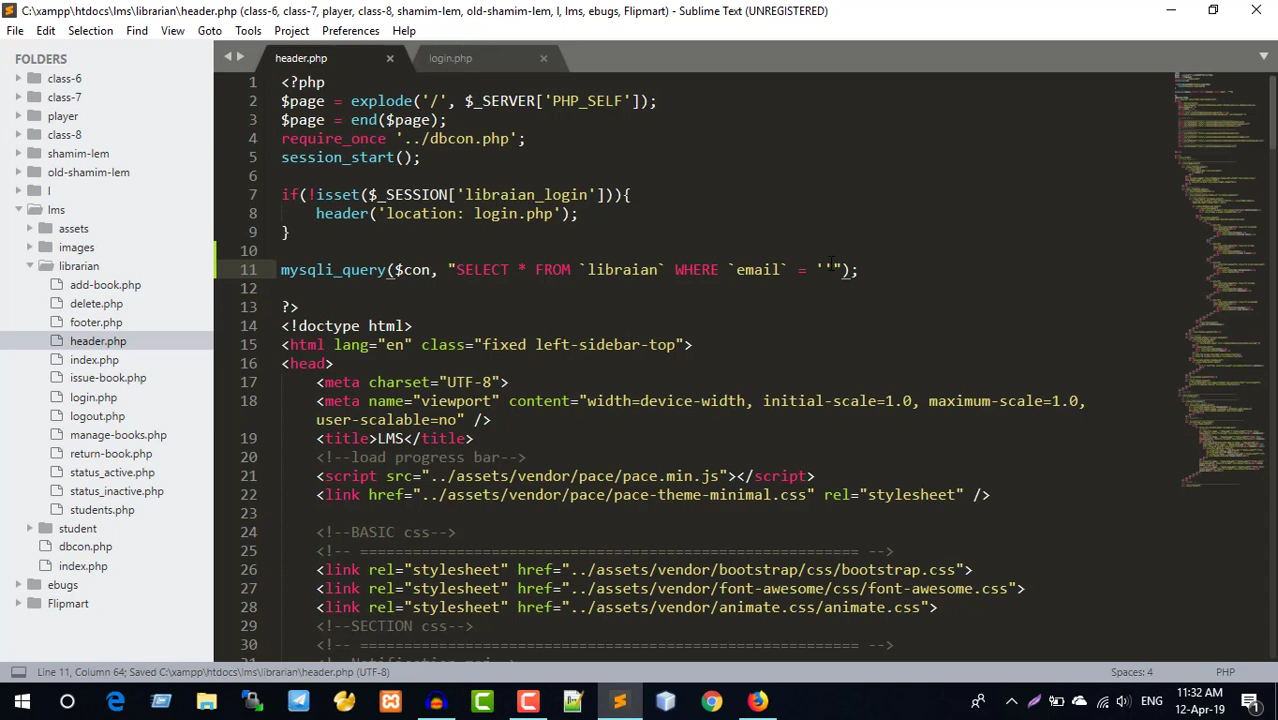 C:\xampp\htdocs\lms\librarian\header.php (class-6, class-7, player, class-8, shamim-lem, old-shamim-lem, l, lms, ebugs, Flipmart) - Sublime Text (UNREGISTERED)
File Edit Selection Find View Goto Tools Project Preferences Help
FOLDERS
class-6
class-7
player
class-8
shamim-lem
old-shamim-lem
l
lms
assets
images
librarian
add-book.php
delete.php
footer.php
header.php
index.php
issue-book.php
login.php
logout.php
manage-books.php
return-book.php
status_active.php
status_inactive.php
students.php
student
dbcon.php
index.php
ebugs
Flipmart
header.php login.php
1 <?php
2 $page = explode('/', $_SERVER['PHP_SELF']);
3 $page = end($page);
4 require_once '../dbcon.php';
5 session_start();
6
7 if(!isset($_SESSION['libraian_login'])){
8 header('location: login.php');
9 }
10
11 mysqli_query($con, "SELECT * FROM `libraian` WHERE `email` = ''");
12
13 ?>
14 <!doctype html>
15 <html lang="en" class="fixed left-sidebar-top">
16 <head>
17 <meta charset="UTF-8">
18 <meta name="viewport" content="width=device-width, initial-scale=1.0, maximum-scale=1.0,
user-scalable=no" />
19 <title>LMS</title>
20 <!--load progress bar-->
21 <script src="../assets/vendor/pace/pace.min.js"></script>
22 <link href="../assets/vendor/pace/pace-theme-minimal.css" rel="stylesheet" />
23
24 <!--BASIC css-->
25 <!-- ========================================================= -->
26 <link rel="stylesheet" href="../assets/vendor/bootstrap/css/bootstrap.css">
27 <link rel="stylesheet" href="../assets/vendor/font-awesome/css/font-awesome.css">
28 <link rel="stylesheet" href="../assets/vendor/animate.css/animate.css">
29 <!--SECTION css-->
30 <!-- ========================================================= -->
Line 11, Column 64; Saved C:\xampp\htdocs\lms\librarian\header.php (UTF-8) Spaces: 4 PHP
ENG
11:32 AM
12-Apr-19